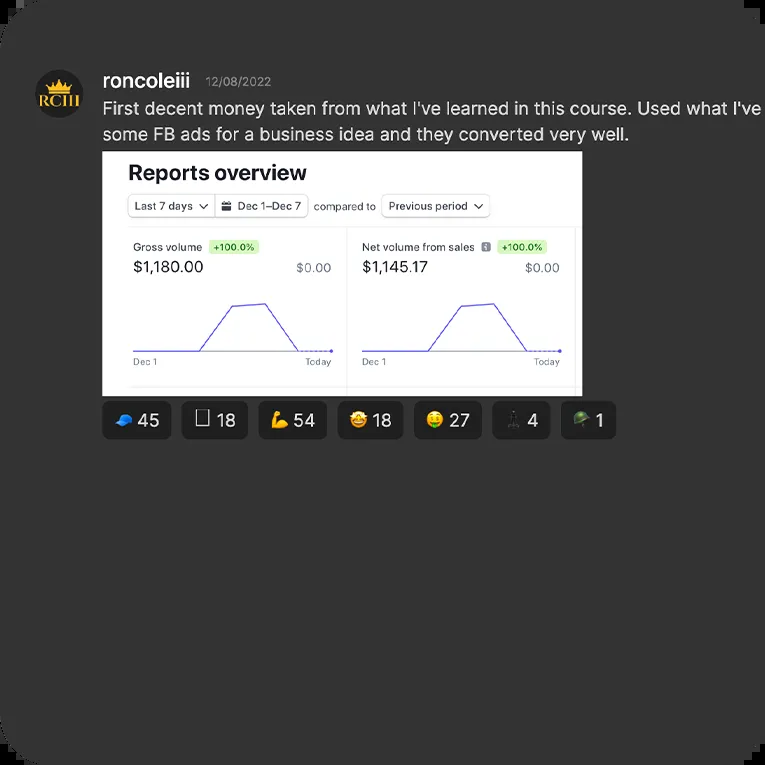 roncoleiii 12/08/2022
RCIII
First decent money taken from what I've learned in this course. Used what I've
some FB ads for a business idea and they converted very well.
Reports overview
Last 7 days Dec 1–Dec 7 compared to Previous period
Gross volume +100.0% Net volume from sales +100.0%
$1,180.00 $0.00 $1,145.17 $0.00
Dec 1 Today Dec 1 Today
45 18 54 18 27 4 1